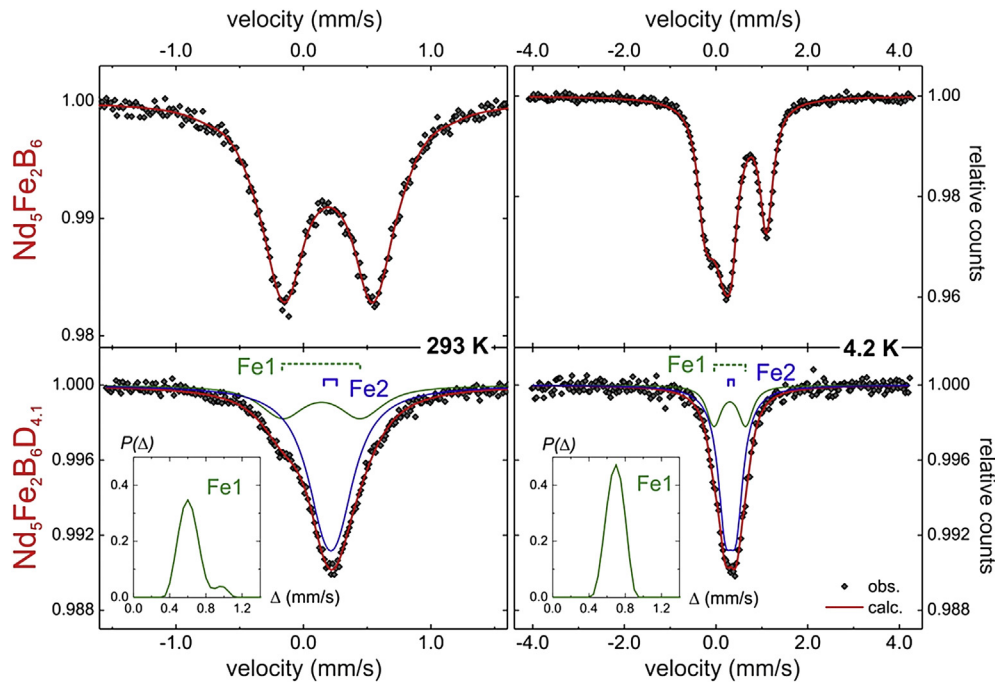 velocity (mm/s) velocity (mm/s)
-1.0 0.0 1.0 -4.0 -2.0 0.0 2.0 4.0
Nd5Fe2B6
1.00
0.99
0.98
1.00
0.98
0.96
relative counts
293 K
4.2 K
Nd5Fe2B6D4.1
1.000
0.996
0.992
0.988
Fe1
Fe2
P(Δ)
Fe1
0.4
0.2
0.0
0.0 0.4 0.8 1.2
Δ (mm/s)
Fe1
Fe2
P(Δ)
Fe1
0.4
0.2
0.0
0.0 0.4 0.8 1.2
Δ (mm/s)
1.000
0.996
0.992
0.988
relative counts
obs.
calc.
-1.0 0.0 1.0 -4.0 -2.0 0.0 2.0 4.0
velocity (mm/s) velocity (mm/s)